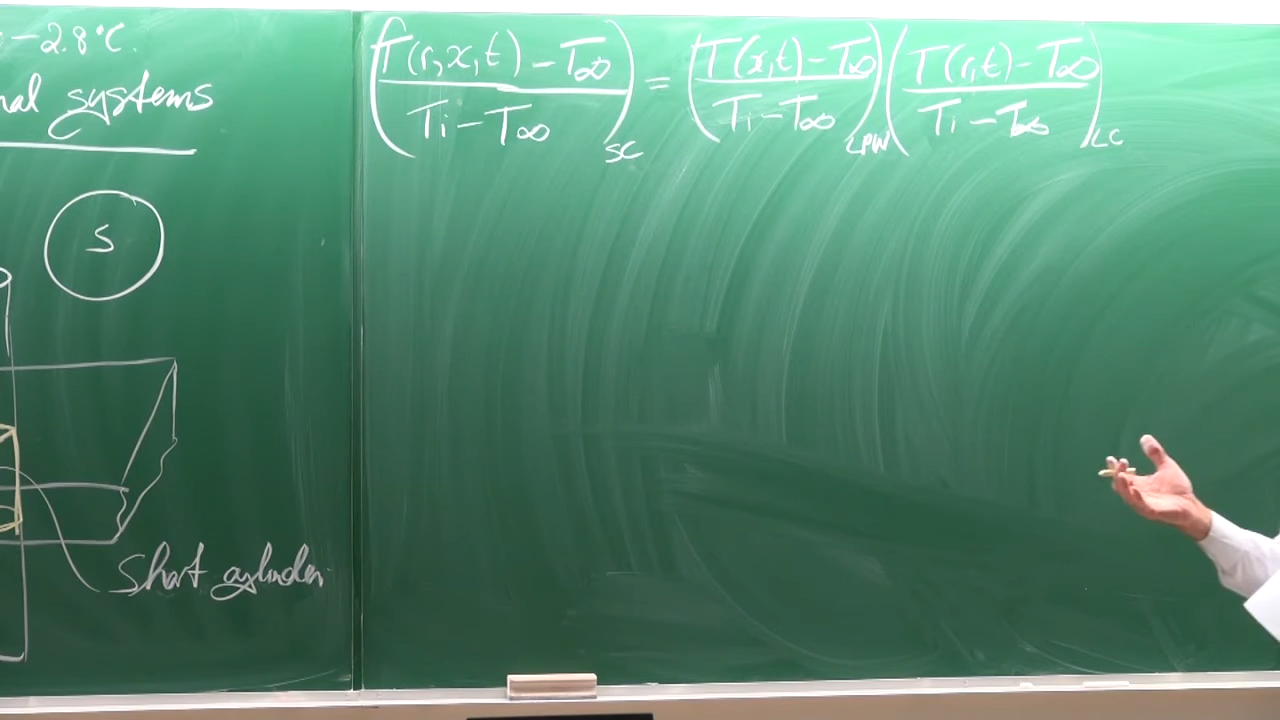 -2.8°C.
nal systems
S
short cylinder
(T(r,x,t) - T∞ / Ti - T∞)SC = (T(x,t) - T∞ / Ti - T∞)LPW (T(r,t) - T∞ / Ti - T∞)LC